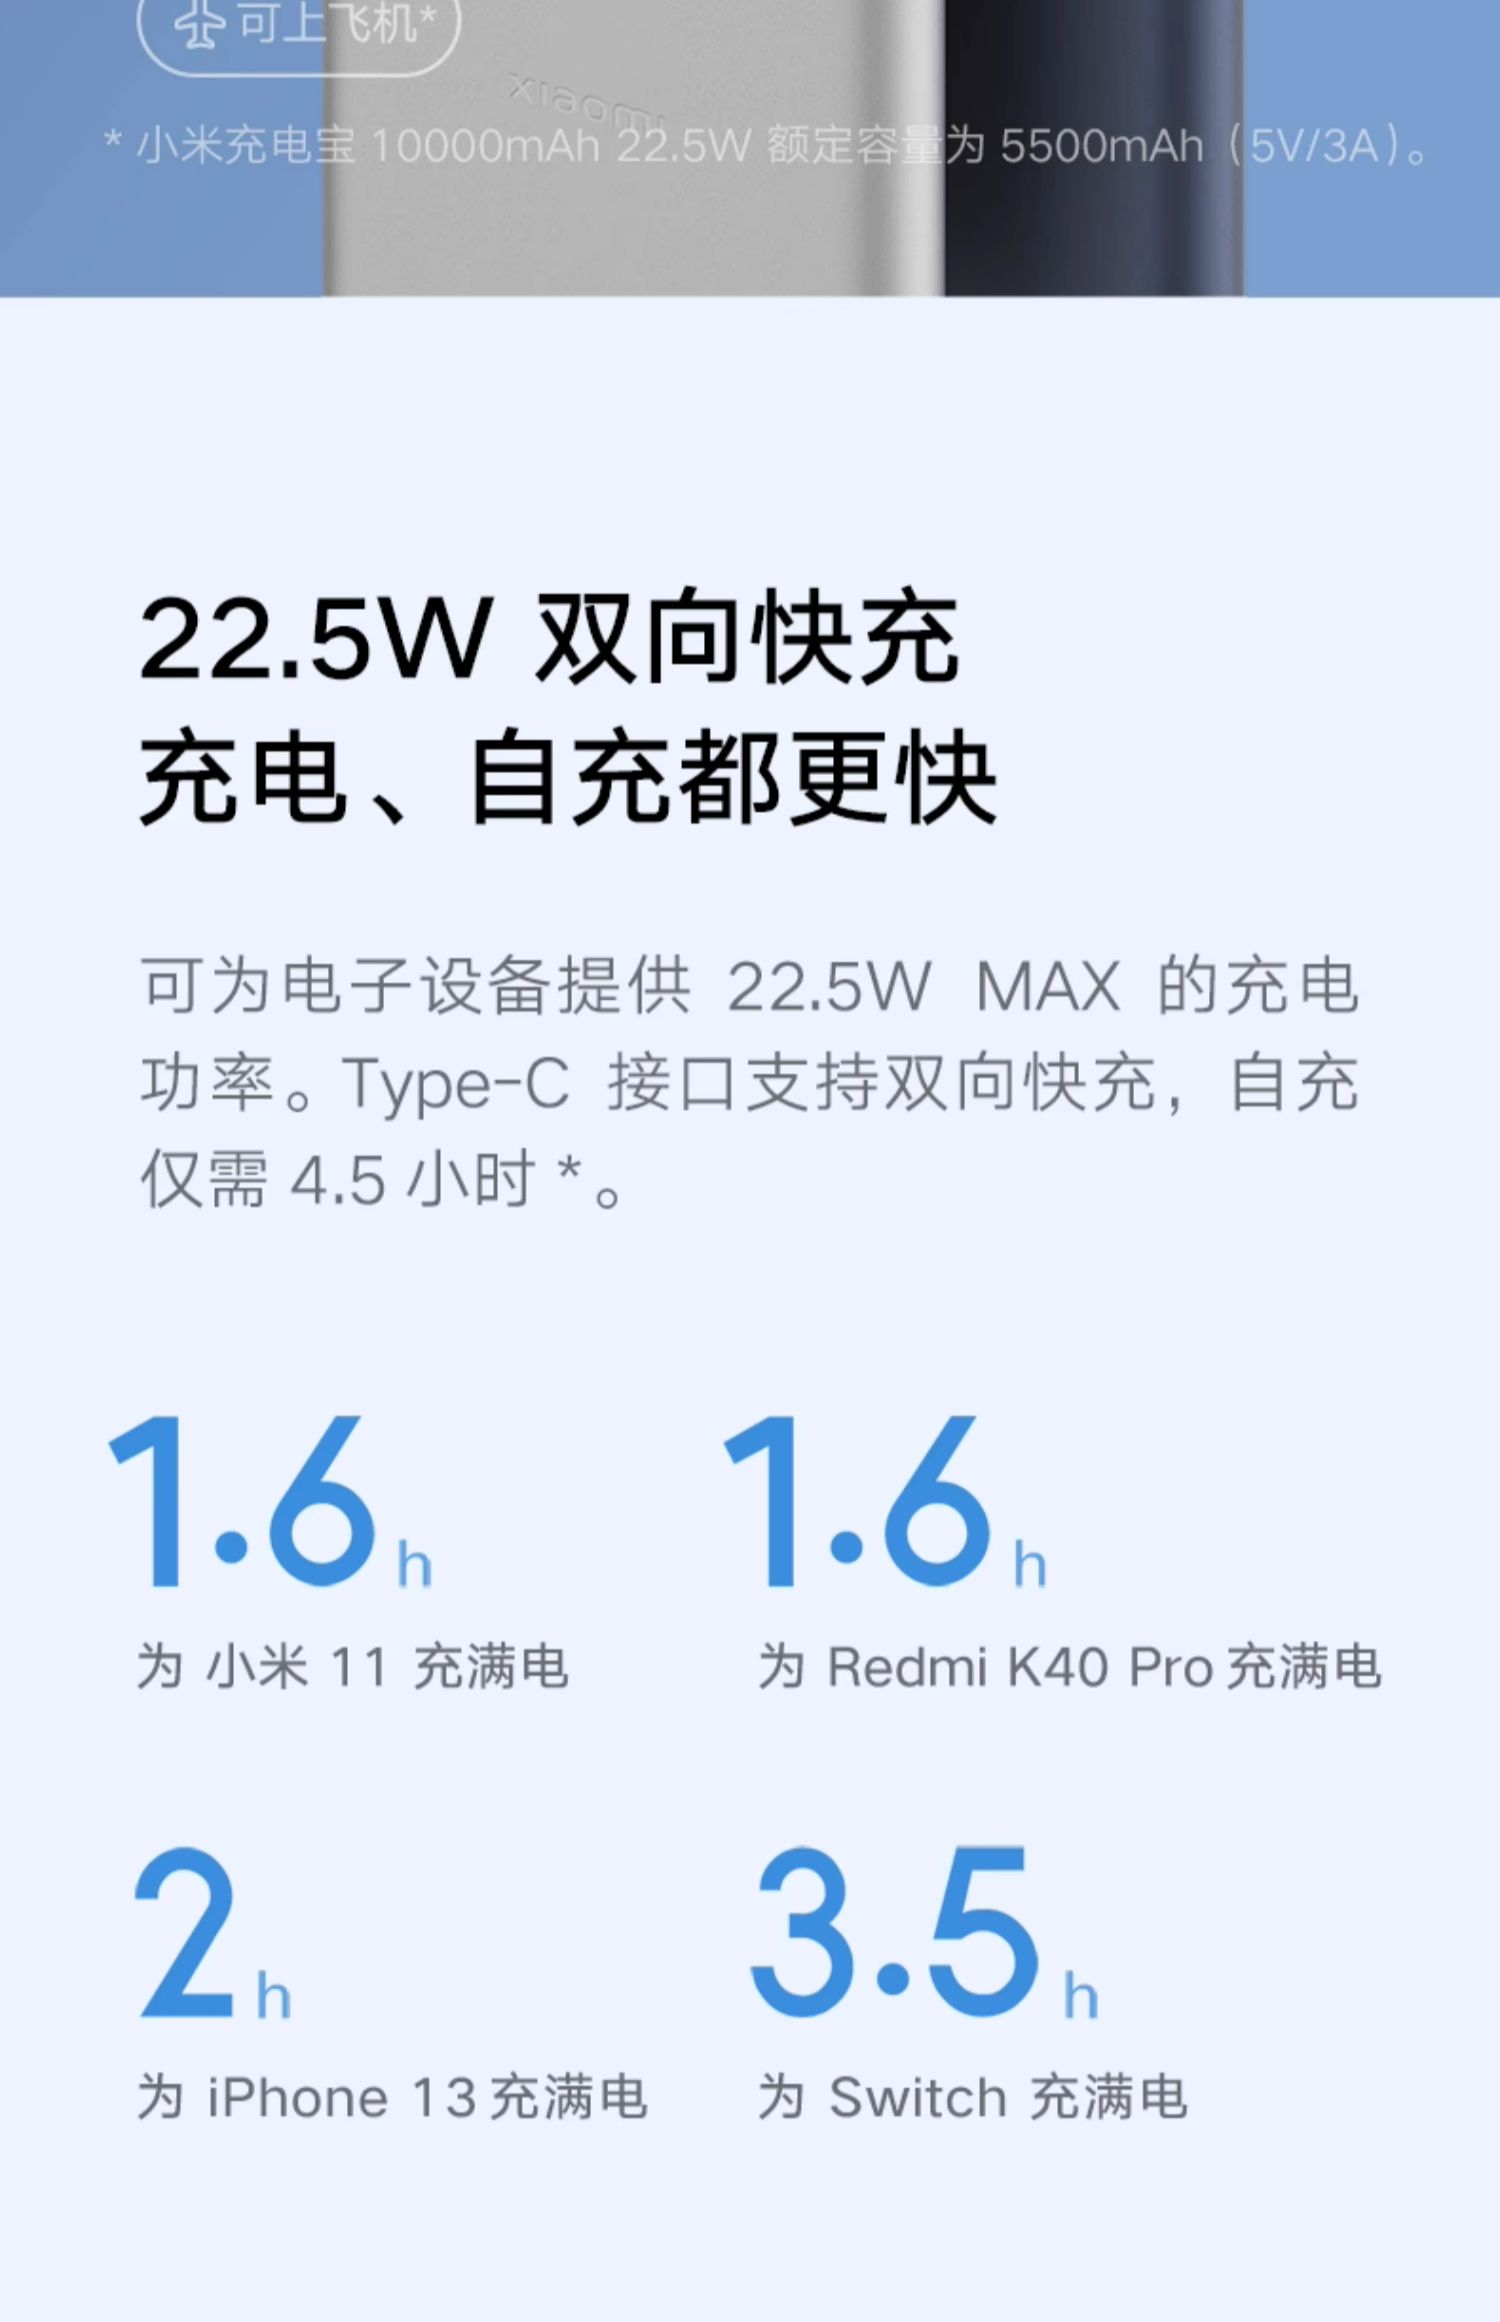 可上飞机*
xiaomi
* 小米充电宝 10000mAh 22.5W 额定容量为 5500mAh（5V/3A）。
22.5W 双向快充
充电、自充都更快
可为电子设备提供 22.5W MAX 的充电
功率。Type-C 接口支持双向快充，自充
仅需 4.5 小时 * 。
1.6 h
1.6 h
为 小米 11 充满电
为 Redmi K40 Pro 充满电
2 h
3.5 h
为 iPhone 13 充满电
为 Switch 充满电